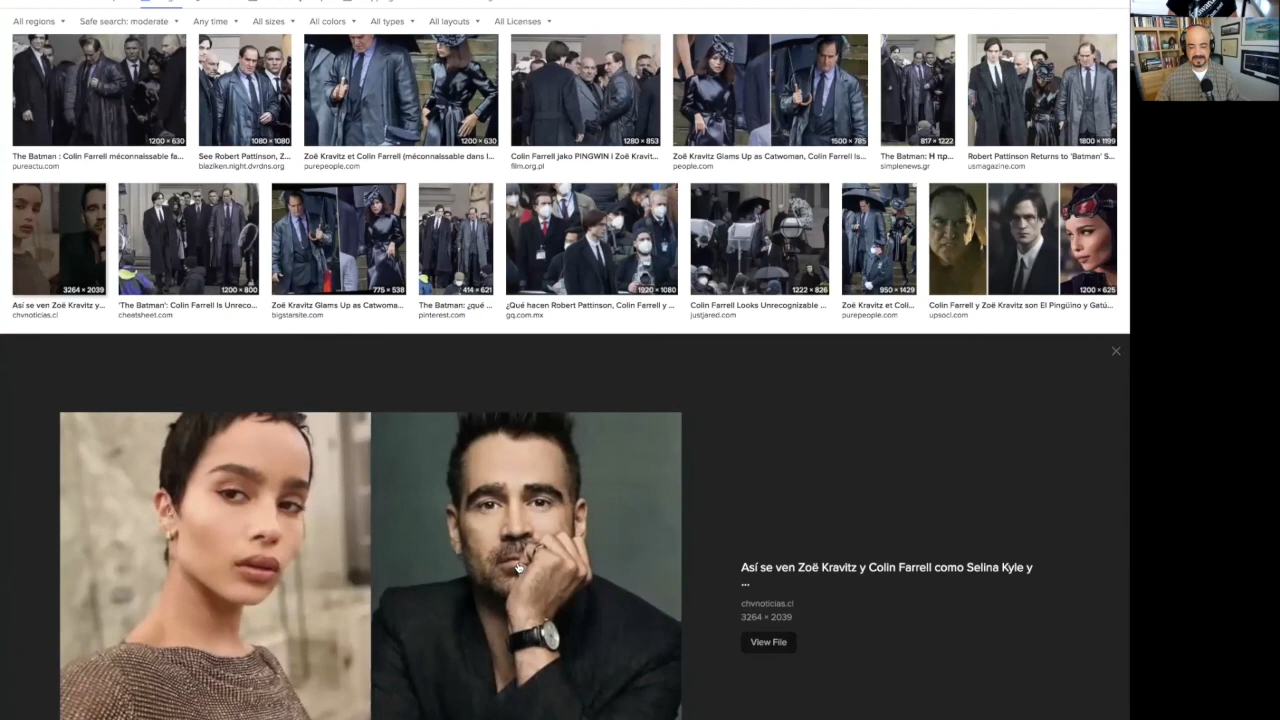 All regions Safe search: moderate Any time All sizes All colors All types All layouts All Licenses
1200 × 630 1080 × 1080 1200 × 630 1280 × 853 1500 × 785 817 × 1222 1800 × 1199
The Batman : Colin Farrell méconnaissable fa... See Robert Pattinson, Z... Zoë Kravitz et Colin Farrell (méconnaissable dans l... Colin Farrell jako PINGWIN i Zoë Kravit... Zoë Kravitz Glams Up as Catwoman, Colin Farrell Is... The Batman: Η πρ... Robert Pattinson Returns to 'Batman' S...
pureactu.com blaziken.night.dvrdns.org purepeople.com film.org.pl people.com simplenews.gr usmagazine.com
3264 × 2039 1200 × 800 775 × 538 414 × 621 1920 × 1080 1222 × 826 950 × 1429 1200 × 625
Así se ven Zoë Kravitz y... 'The Batman': Colin Farrell Is Unreco... Zoë Kravitz Glams Up as Catwoma... The Batman: ¿qué ... ¿Qué hacen Robert Pattinson, Colin Farrell y ... Colin Farrell Looks Unrecognizable ... Zoë Kravitz et Coli... Colin Farrell y Zoë Kravitz son El Pingüino y Gatú...
chvnoticias.cl cheatsheet.com bigstarsite.com pinterest.com gq.com.mx justjared.com purepeople.com upsocl.com
Así se ven Zoë Kravitz y Colin Farrell como Selina Kyle y
...
chvnoticias.cl
3264 × 2039
View File